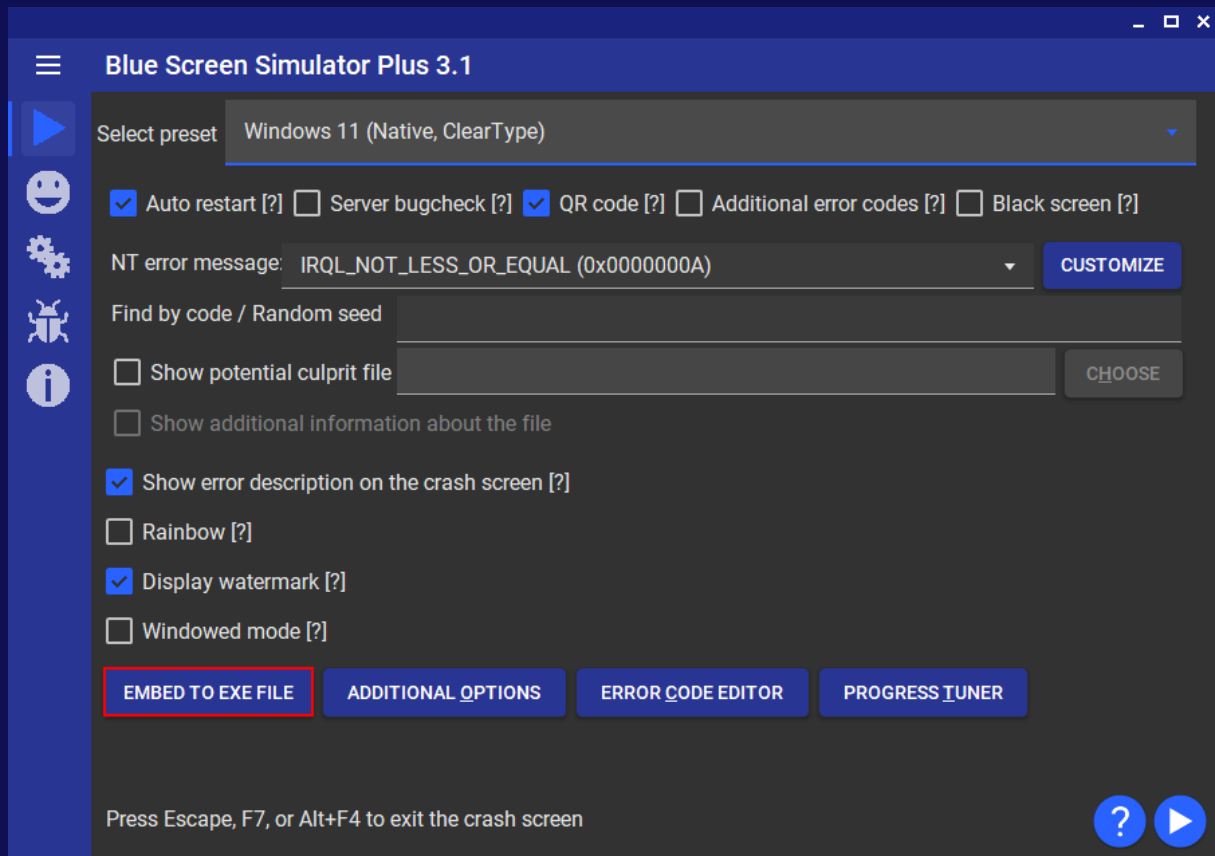 Blue Screen Simulator Plus 3.1
Select preset Windows 11 (Native, ClearType)
Auto restart [?] Server bugcheck [?] QR code [?] Additional error codes [?] Black screen [?]
NT error message: IRQL_NOT_LESS_OR_EQUAL (0x0000000A) CUSTOMIZE
Find by code / Random seed
Show potential culprit file CHOOSE
Show additional information about the file
Show error description on the crash screen [?]
Rainbow [?]
Display watermark [?]
Windowed mode [?]
EMBED TO EXE FILE ADDITIONAL OPTIONS ERROR CODE EDITOR PROGRESS TUNER
Press Escape, F7, or Alt+F4 to exit the crash screen ?